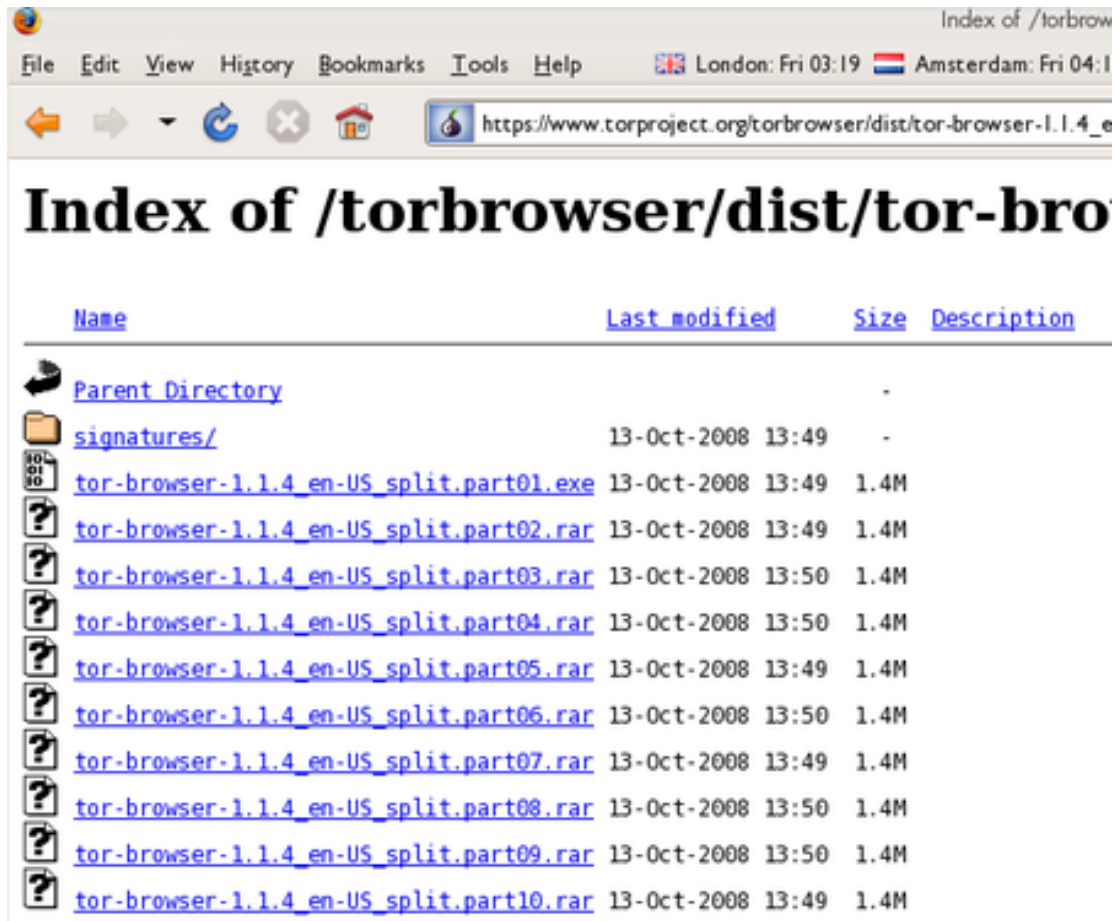 Index of /torbrow
File Edit View History Bookmarks Tools Help London: Fri 03:19 Amsterdam: Fri 04:1
https://www.torproject.org/torbrowser/dist/tor-browser-1.1.4_e
Index of /torbrowser/dist/tor-bro
Name Last modified Size Description
Parent Directory -
signatures/ 13-Oct-2008 13:49 -
tor-browser-1.1.4_en-US_split.part01.exe 13-Oct-2008 13:49 1.4M
tor-browser-1.1.4_en-US_split.part02.rar 13-Oct-2008 13:49 1.4M
tor-browser-1.1.4_en-US_split.part03.rar 13-Oct-2008 13:50 1.4M
tor-browser-1.1.4_en-US_split.part04.rar 13-Oct-2008 13:50 1.4M
tor-browser-1.1.4_en-US_split.part05.rar 13-Oct-2008 13:49 1.4M
tor-browser-1.1.4_en-US_split.part06.rar 13-Oct-2008 13:50 1.4M
tor-browser-1.1.4_en-US_split.part07.rar 13-Oct-2008 13:49 1.4M
tor-browser-1.1.4_en-US_split.part08.rar 13-Oct-2008 13:50 1.4M
tor-browser-1.1.4_en-US_split.part09.rar 13-Oct-2008 13:50 1.4M
tor-browser-1.1.4_en-US_split.part10.rar 13-Oct-2008 13:49 1.4M